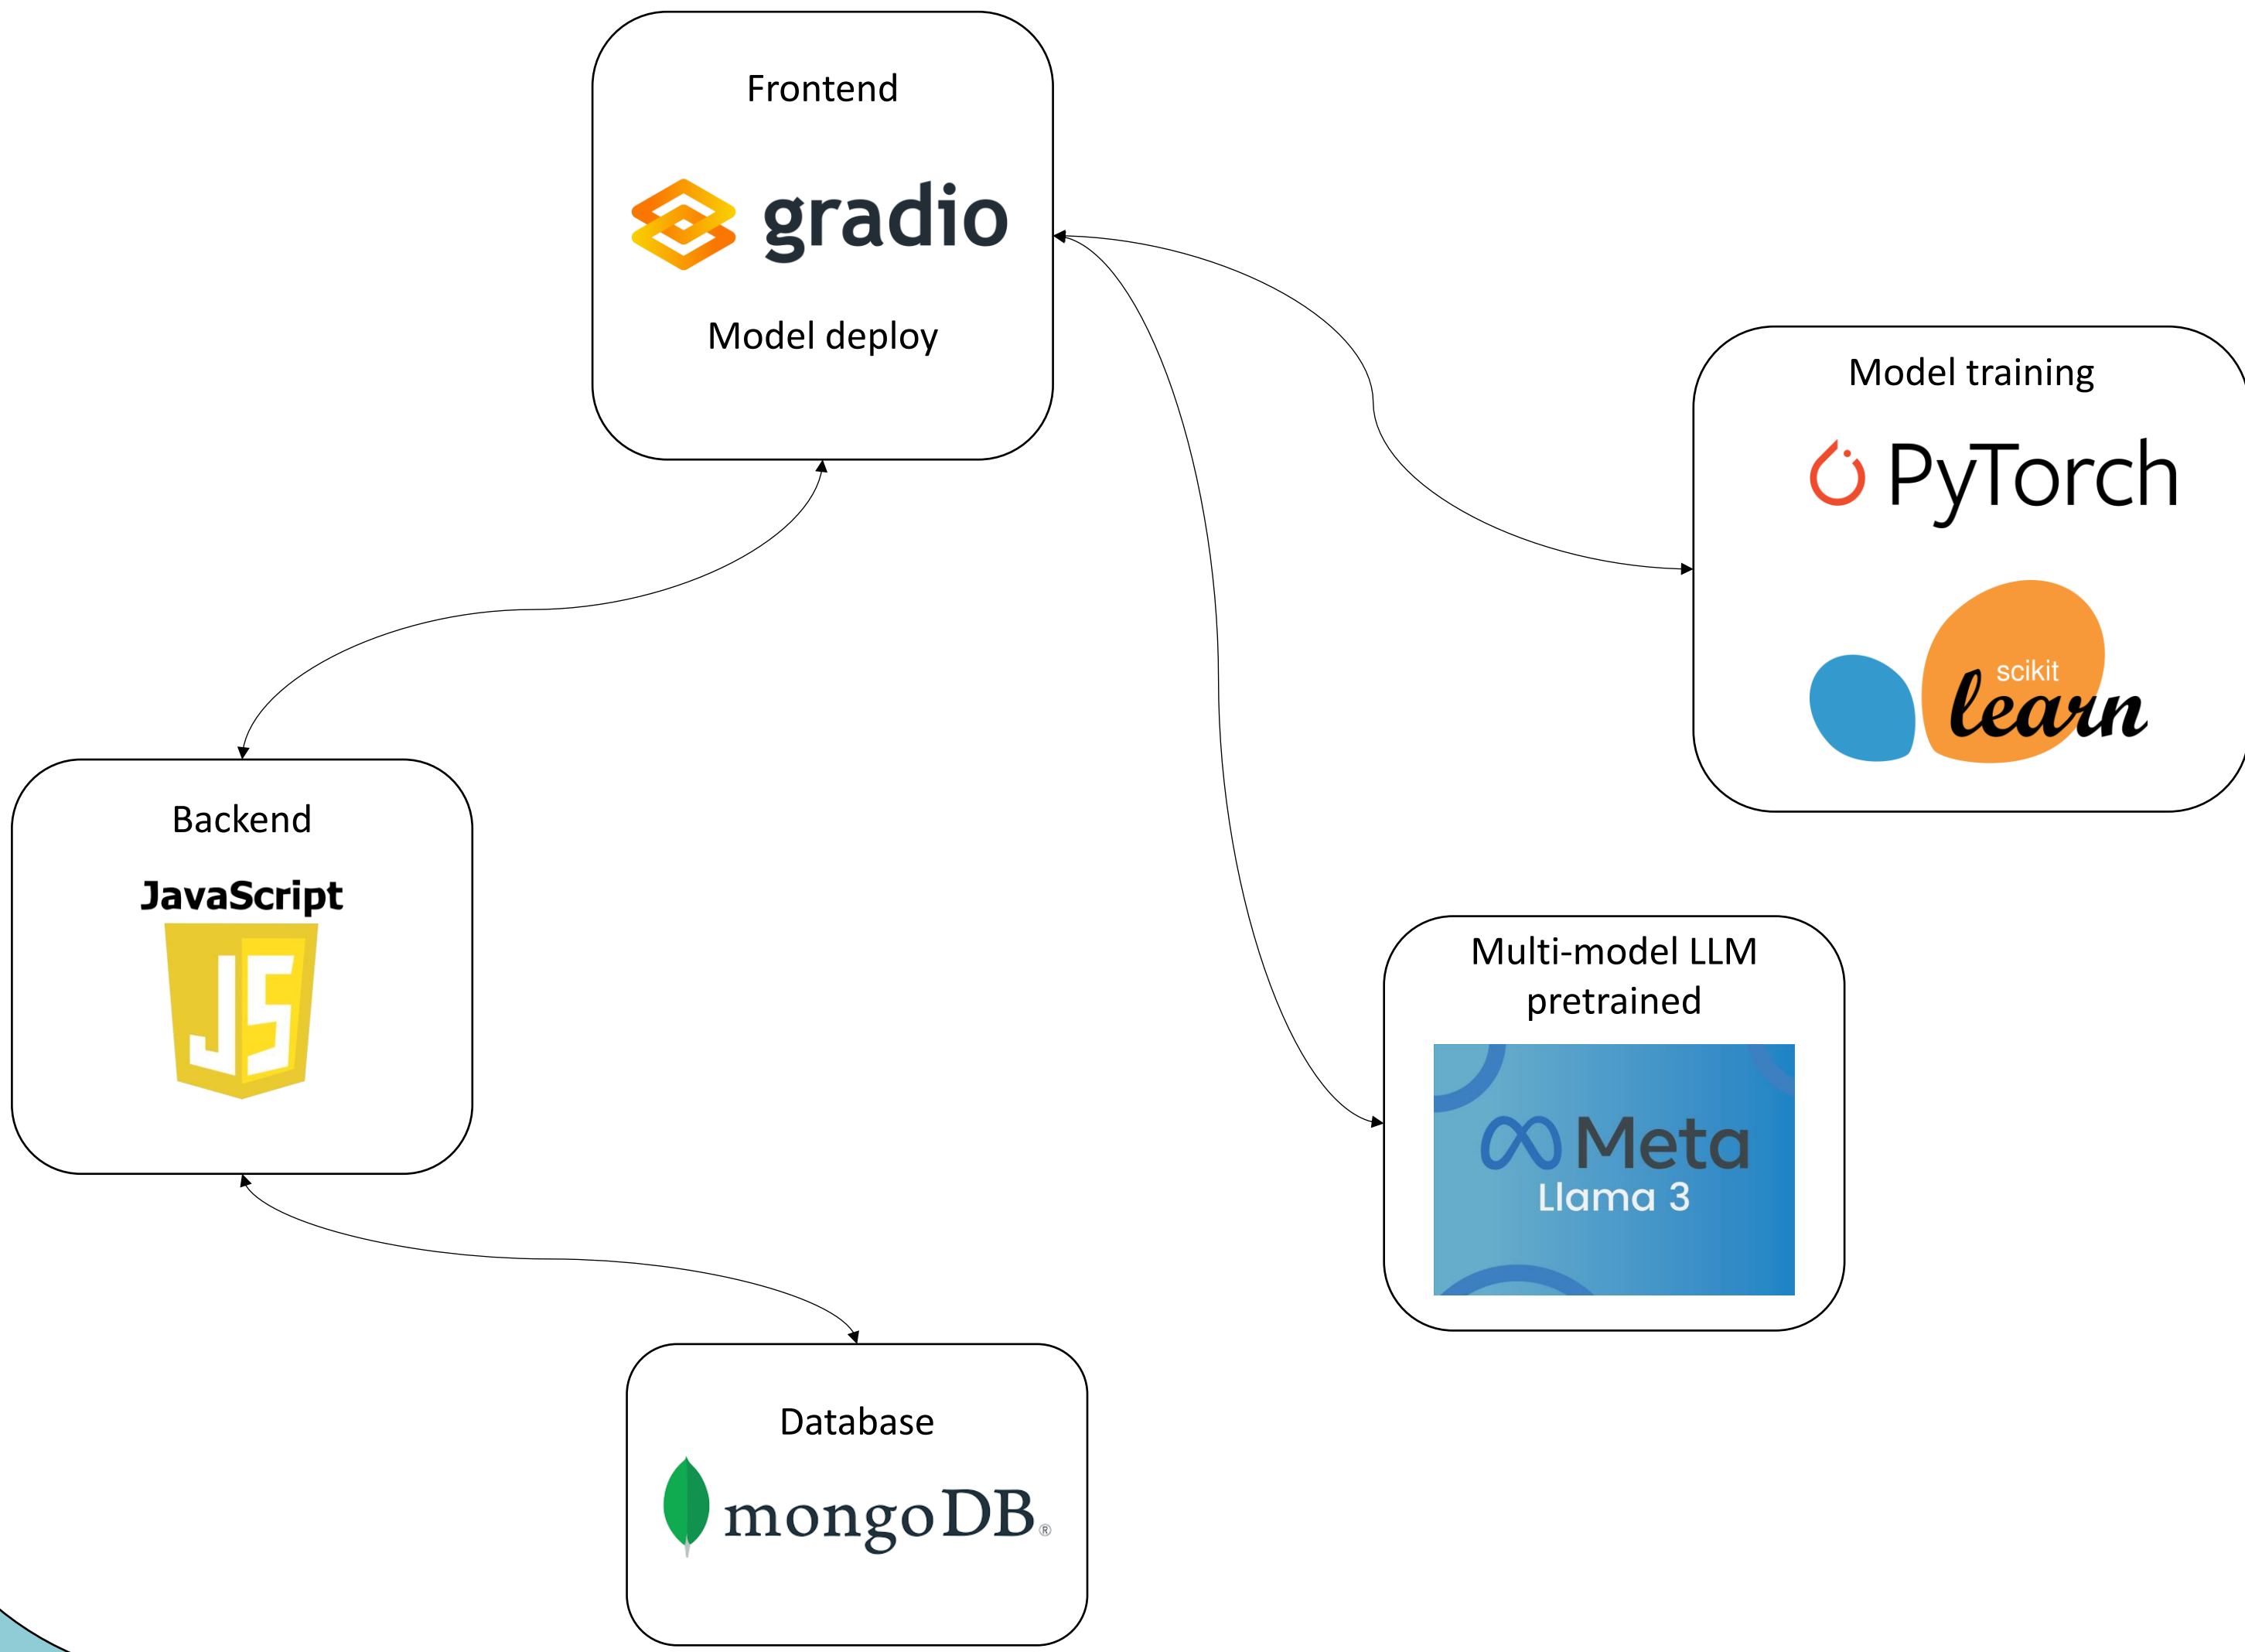 Frontend
gradio
Model deploy
Model training
PyTorch
scikit
learn
Backend
JavaScript
JS
Multi-model LLM
pretrained
Meta
Llama 3
Database
mongoDB®